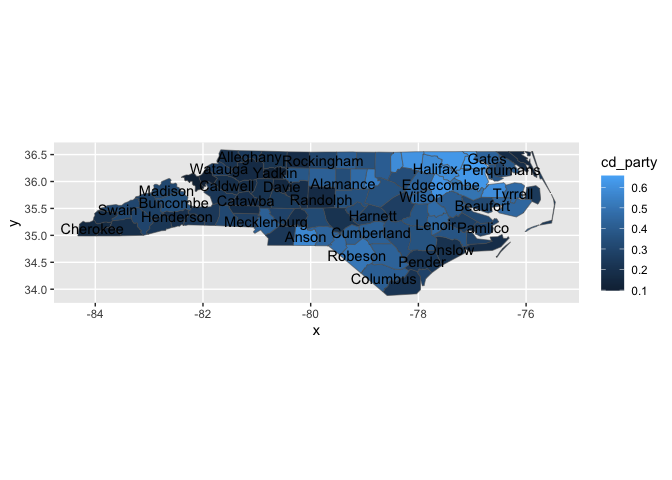 cd_party
0.6
0.5
0.4
0.3
0.2
0.1
36.5
36.0
35.5
35.0
34.5
34.0
y
Alleghany
Rockingham
Gates
Watauga
Yadkin
Halifax
Perquimans
Madison
Caldwell
Davie
Alamance
Edgecombe
Tyrrell
Swain
Buncombe
Catawba
Randolph
Wilson
Beaufort
Henderson
Mecklenburg
Harnett
Lenoir
Pamlico
Cherokee
Anson
Cumberland
Onslow
Robeson
Pender
Columbus
-84
-82
-80
-78
-76
x